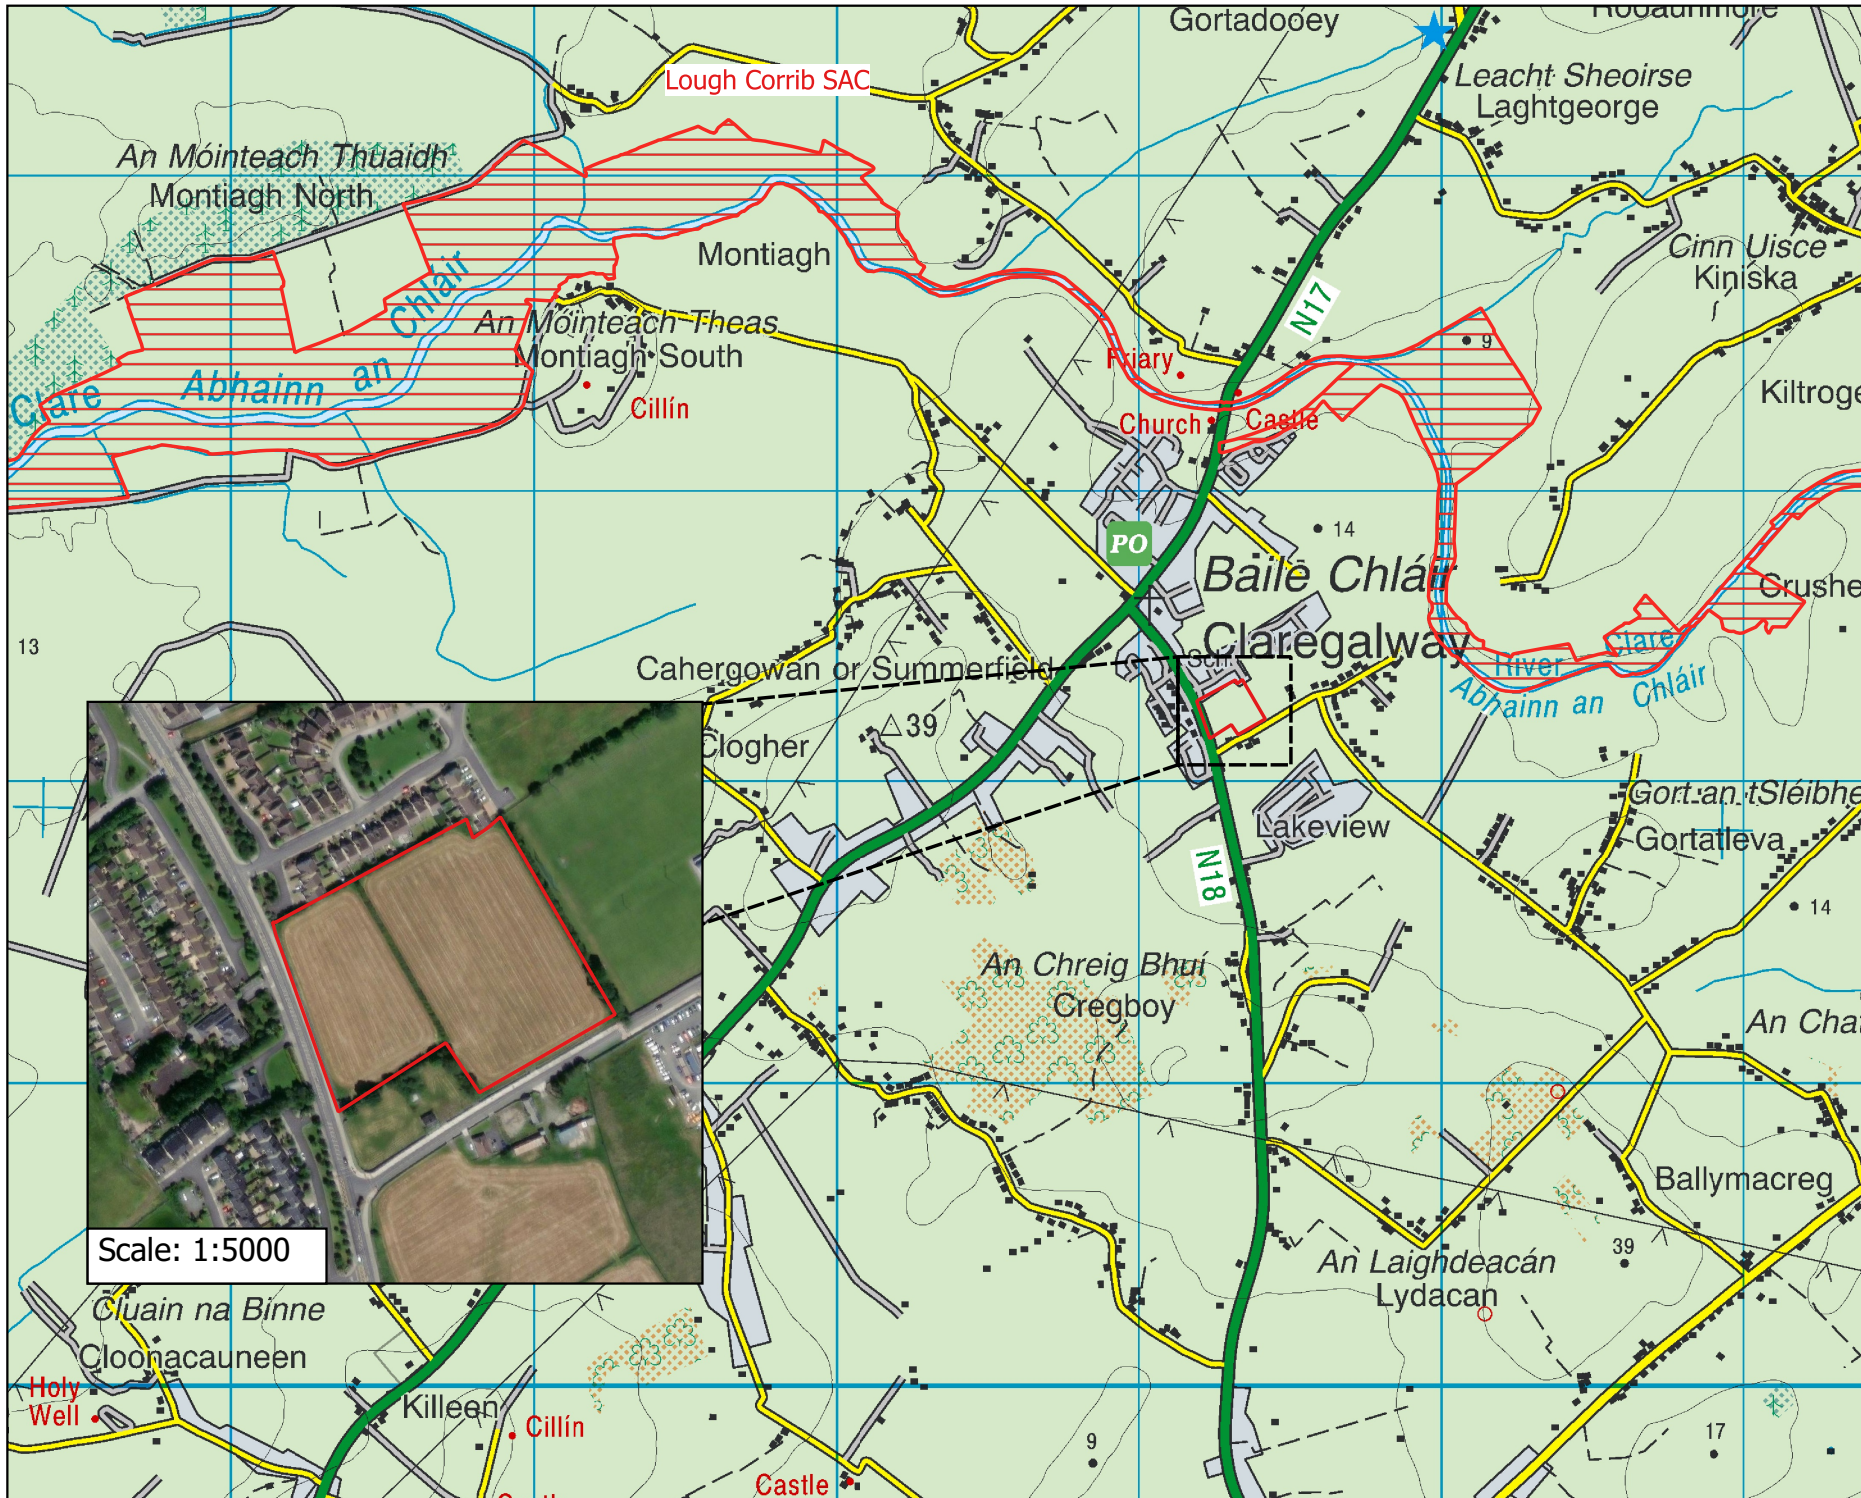 Gortadooey
Lough Corrib SAC
Leacht Sheoirse
Laghtgeorge
An Móinteach Thuaidh
Montiagh North
Montiagh
Cinn Uisce
Kiniska
N17
An Móinteach Theas
Montiagh South
Cillín
Friary
Church
Castle
9
Kiltroge
Clare
Abhainn an Chláir
PO
14
Baile Chláir
Claregalway
Crushe
13
Cahergowan or Summerfield
Sch
River Clare
Abhainn an Chláir
39
Clogher
Lakeview
Gort an tSléibhe
Gortatleva
N18
14
An Chreig Bhuí
Cregboy
An Chat
Ballymacreg
39
An Laighdeacán
Lydacan
Scale: 1:5000
Cluain na Binne
Cloonacauneen
Holy
Well
Killeen
Cillín
Castle
9
17